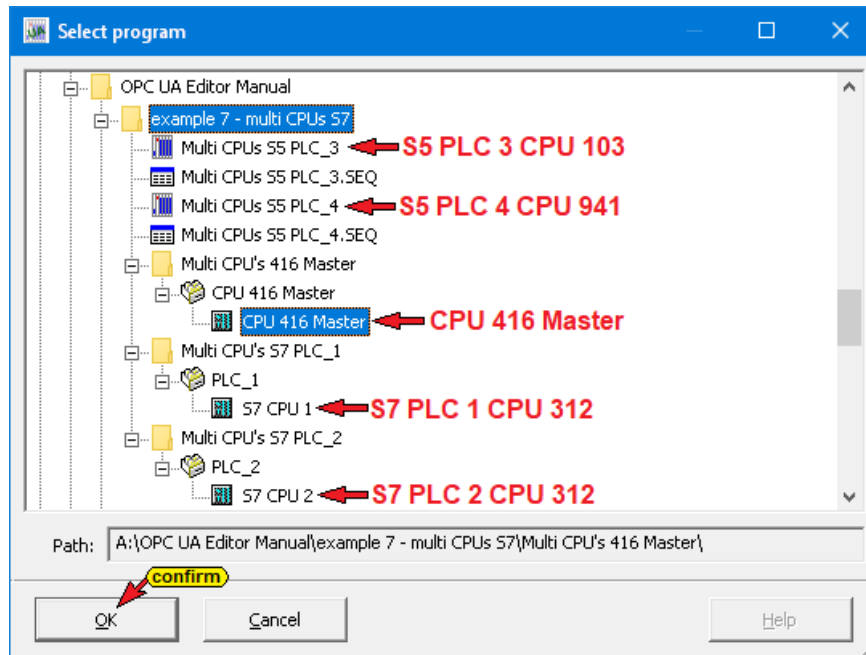 Select program
OPC UA Editor Manual
example 7 - multi CPUs S7
Multi CPUs S5 PLC_3 S5 PLC 3 CPU 103
Multi CPUs S5 PLC_3.SEQ
Multi CPUs S5 PLC_4 S5 PLC 4 CPU 941
Multi CPUs S5 PLC_4.SEQ
Multi CPU's 416 Master
CPU 416 Master
CPU 416 Master CPU 416 Master
Multi CPU's S7 PLC_1
PLC_1
S7 CPU 1 S7 PLC 1 CPU 312
Multi CPU's S7 PLC_2
PLC_2
S7 CPU 2 S7 PLC 2 CPU 312
Path: A:\OPC UA Editor Manual\example 7 - multi CPUs S7\Multi CPU's 416 Master\
confirm
OK Cancel Help